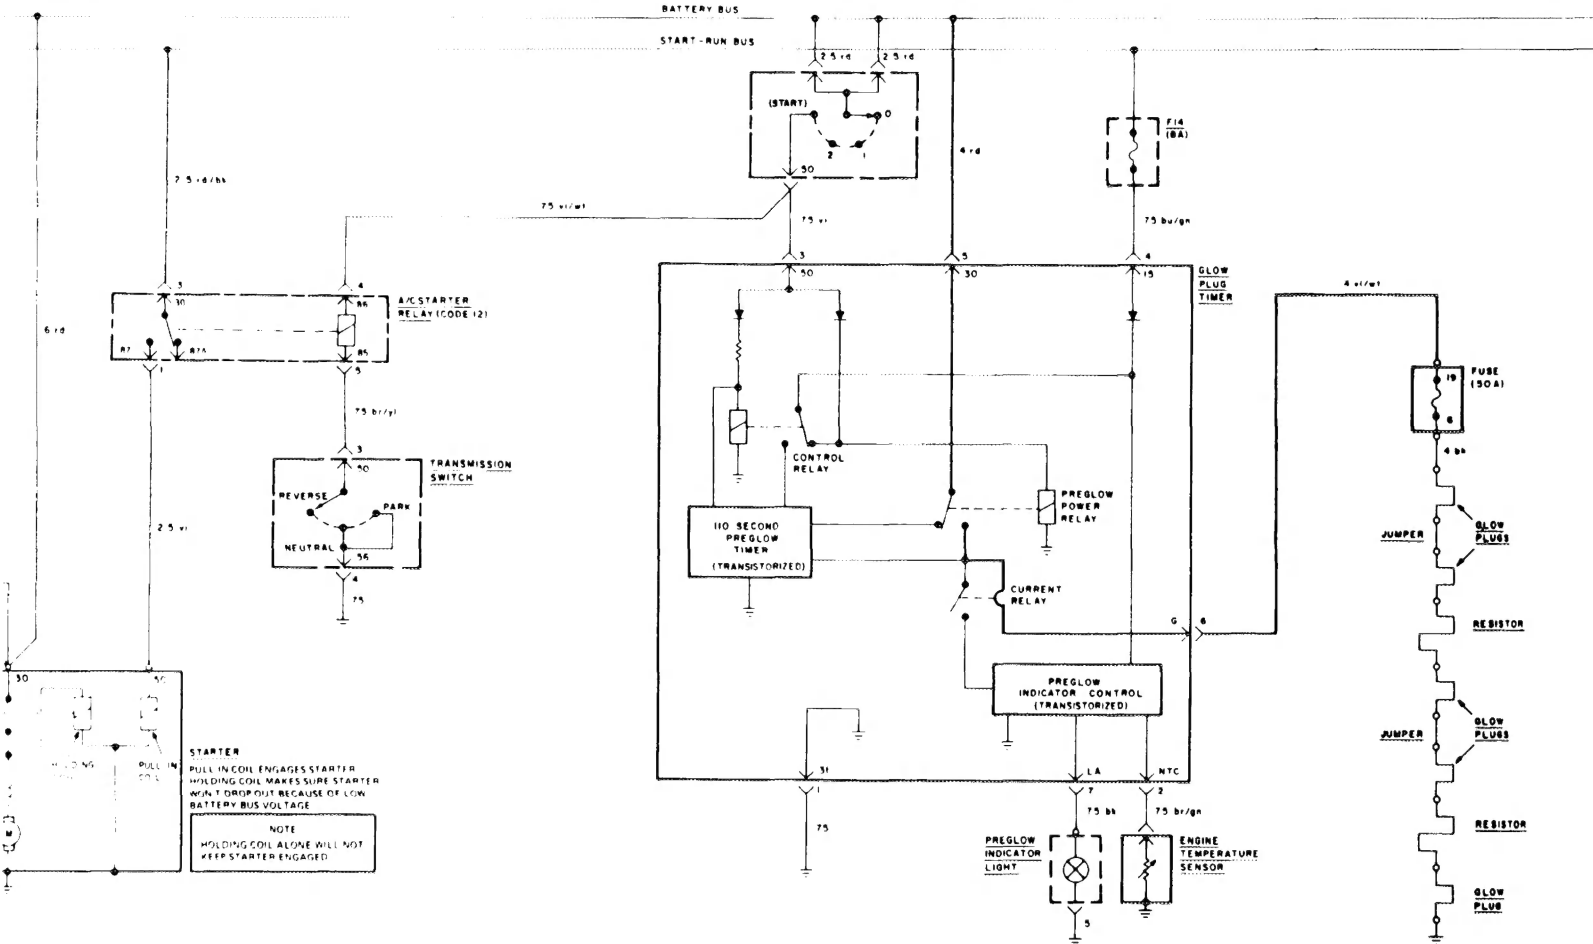 BATTERY BUS
START-RUN BUS
2.5 rd
2.5 rd
(START)
0
2
1
50
F14
(8A)
4 rd
7.5 rd/bk
.75 vi/wt
.75 vi
.75 bu/gn
3
50
5
30
4
15
GLOW
PLUG
TIMER
4 vi/wt
3
30
4
86
A/C STARTER
RELAY (CODE 12)
6 rd
87
87A
85
1
5
FUSE
(50A)
19
6
4 bk
.75 br/yl
3
50
TRANSMISSION
SWITCH
REVERSE
PARK
NEUTRAL
56
4
.75
2.5 vi
CONTROL
RELAY
PREGLOW
POWER
RELAY
110 SECOND
PREGLOW
TIMER
(TRANSISTORIZED)
CURRENT
RELAY
G
6
JUMPER
GLOW
PLUGS
RESISTOR
GLOW
PLUGS
JUMPER
RESISTOR
GLOW
PLUG
PREGLOW
INDICATOR CONTROL
(TRANSISTORIZED)
31
1
.75
LA
7
.75 bk
NTC
2
.75 br/gn
PREGLOW
INDICATOR
LIGHT
5
ENGINE
TEMPERATURE
SENSOR
30
50
HOLDING
PULL IN
M
STARTER
PULL IN COIL ENGAGES STARTER
HOLDING COIL MAKES SURE STARTER
WON'T DROP OUT BECAUSE OF LOW
BATTERY BUS VOLTAGE
NOTE
HOLDING COIL ALONE WILL NOT
KEEP STARTER ENGAGED